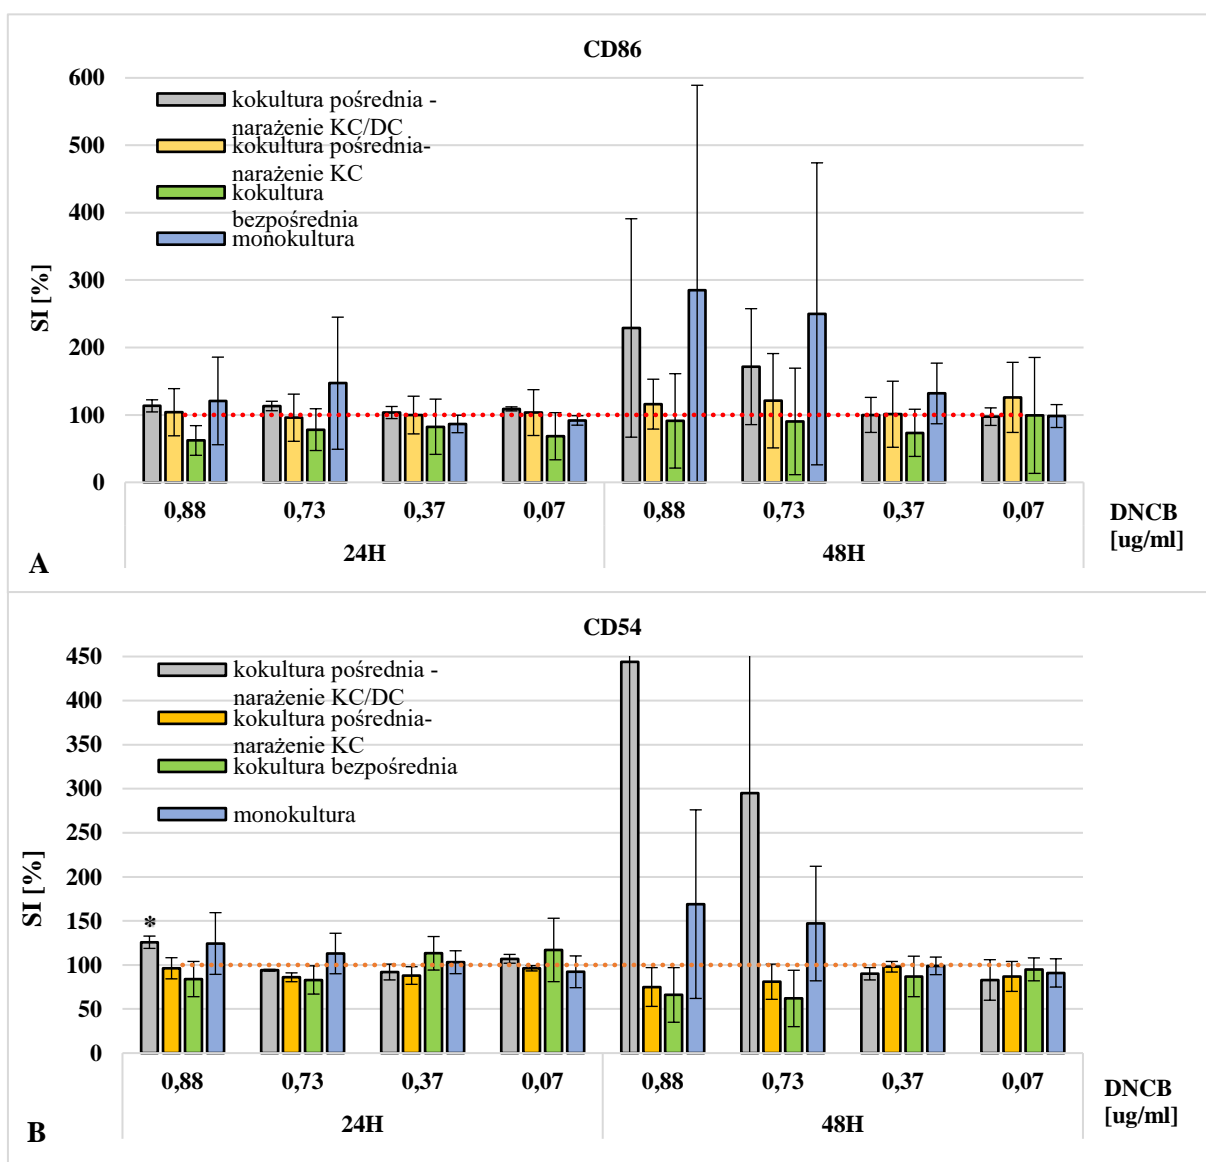 CD86
600
500
400
300
200
100
0
SI [%]
kokultura pośrednia -
narażenie KC/DC
kokultura pośrednia-
narażenie KC
kokultura
bezpośrednia
monokultura
0,88 0,73 0,37 0,07 0,88 0,73 0,37 0,07
24H 48H
DNCB
[ug/ml]
A
CD54
450
400
350
300
250
200
150
100
50
0
SI [%]
kokultura pośrednia -
narażenie KC/DC
kokultura pośrednia-
narażenie KC
kokultura bezpośrednia
monokultura
*
0,88 0,73 0,37 0,07 0,88 0,73 0,37 0,07
24H 48H
DNCB
[ug/ml]
B